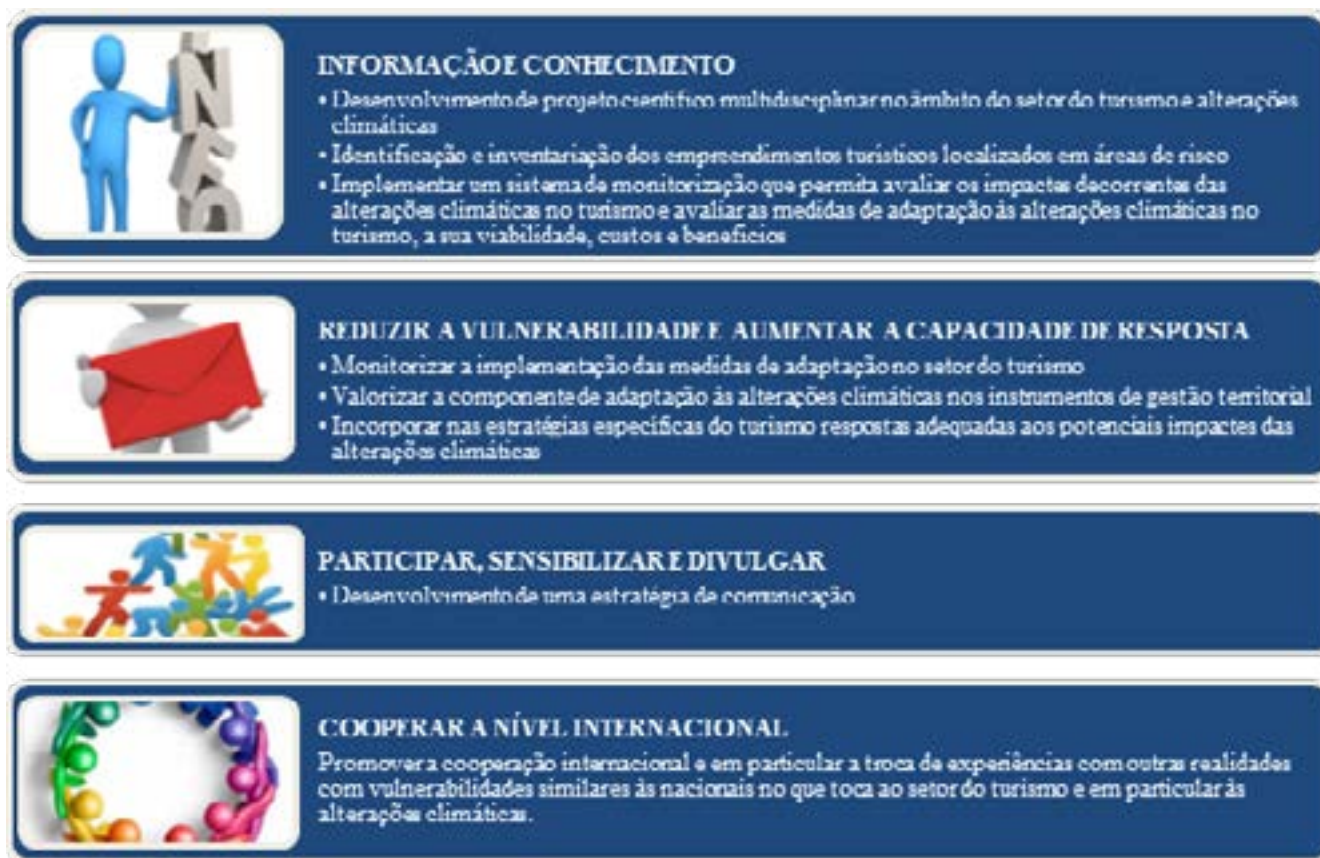 INFO
INFORMAÇÃO E CONHECIMENTO
• Desenvolvimento de projeto científico multidisciplinar no âmbito do setor do turismo e alterações
climáticas
• Identificação e inventariação dos empreendimentos turísticos localizados em áreas de risco
• Implementar um sistema de monitorização que permita avaliar os impactes decorrentes das
alterações climáticas no turismo e avaliar as medidas de adaptação às alterações climáticas no
turismo, a sua viabilidade, custos e benefícios
REDUZIR A VULNERABILIDADE E AUMENTAR A CAPACIDADE DE RESPOSTA
• Monitorizar a implementação das medidas de adaptação no setor do turismo
• Valorizar a componente de adaptação às alterações climáticas nos instrumentos de gestão territorial
• Incorporar nas estratégias específicas do turismo respostas adequadas aos potenciais impactes das
alterações climáticas
PARTICIPAR, SENSIBILIZAR E DIVULGAR
• Desenvolvimento de uma estratégia de comunicação
COOPERAR A NÍVEL INTERNACIONAL
Promover a cooperação internacional e em particular a troca de experiências com outras realidades
com vulnerabilidades similares às nacionais no que toca ao setor do turismo e em particular às
alterações climáticas.